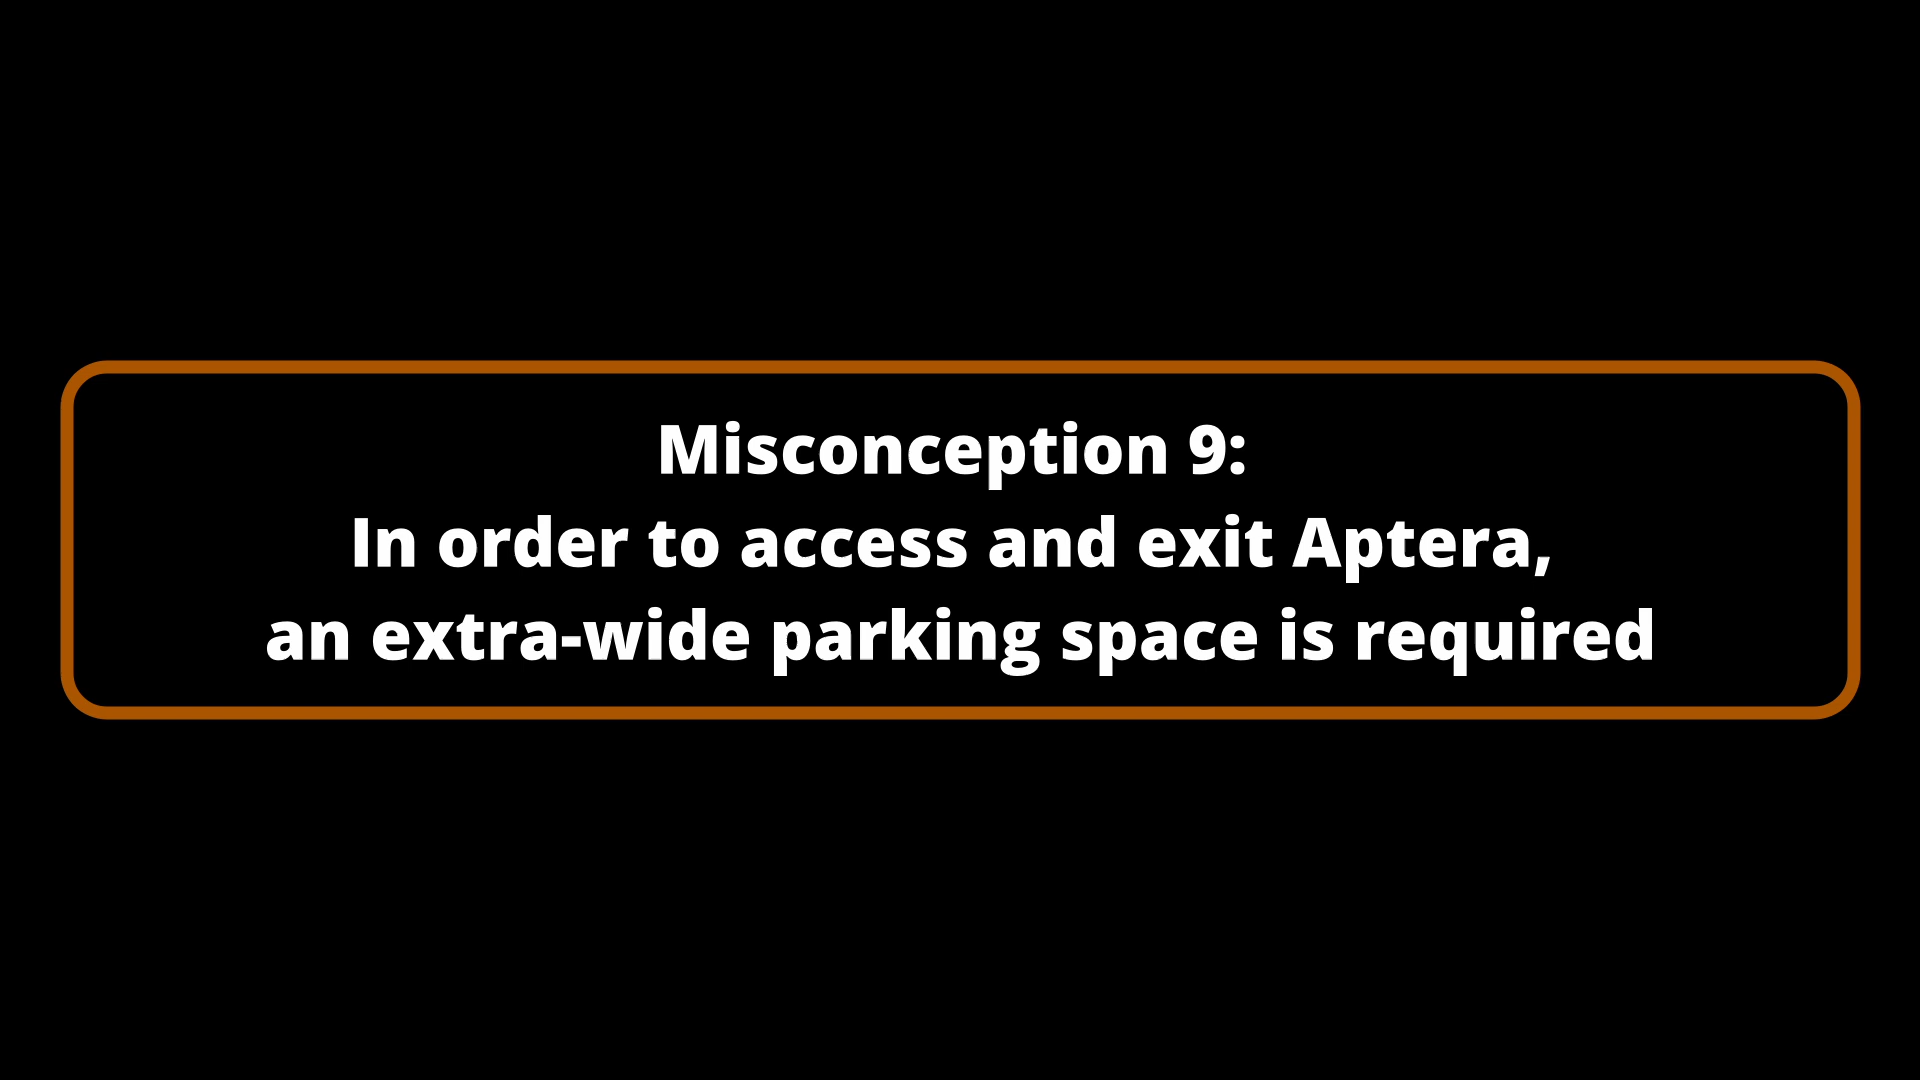 Misconception 9:
In order to access and exit Aptera,
an extra-wide parking space is required